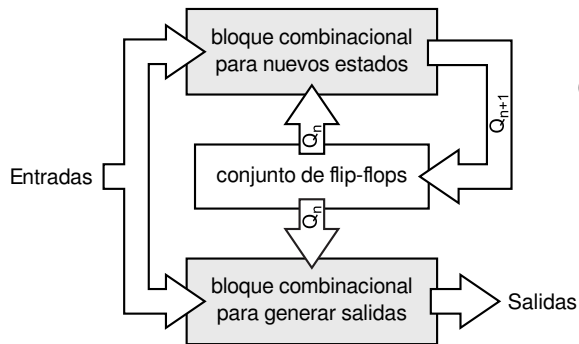 bloque combinacional
para nuevos estados
Qn+1
Qn
Entradas
conjunto de flip-flops
Qn
bloque combinacional
para generar salidas
Salidas